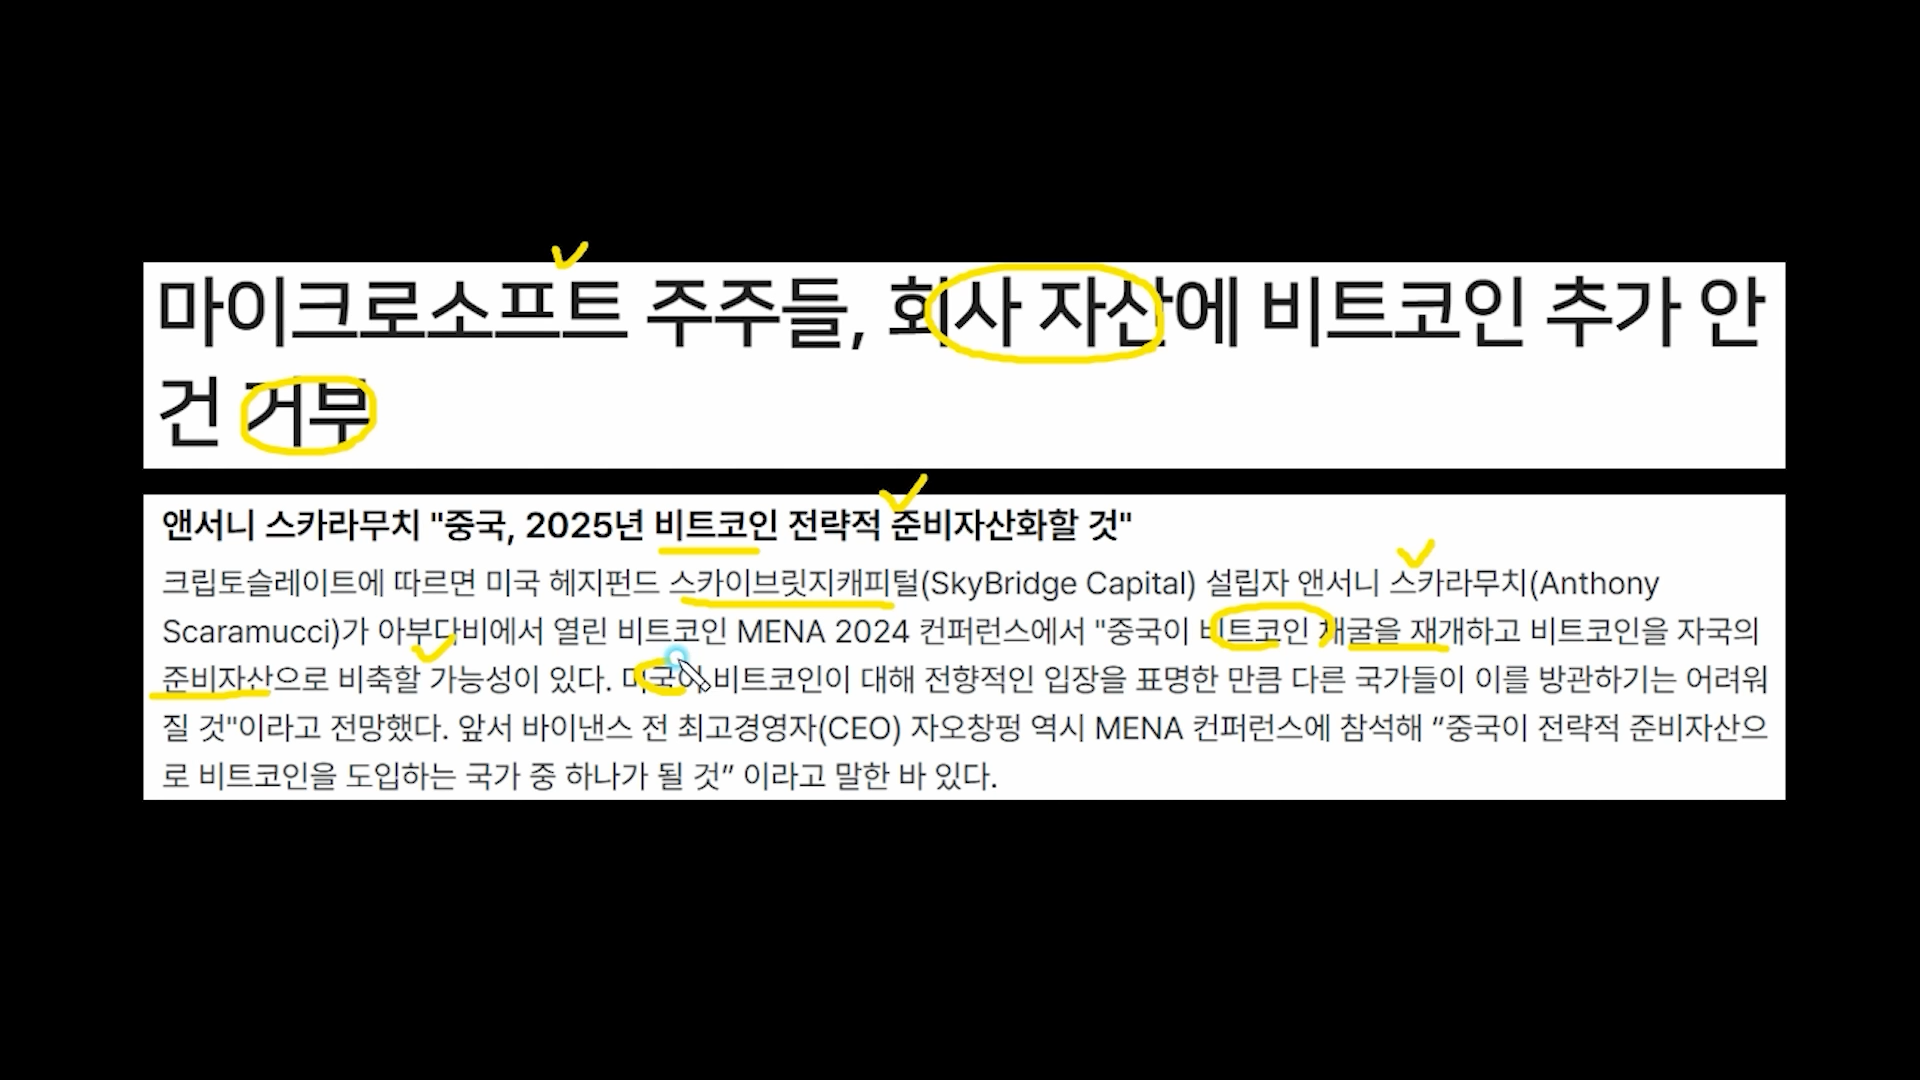 마이크로소프트 주주들, 회사 자산에 비트코인 추가 안
건 거부
앤서니 스카라무치 "중국, 2025년 비트코인 전략적 준비자산화할 것"
크립토슬레이트에 따르면 미국 헤지펀드 스카이브릿지캐피털(SkyBridge Capital) 설립자 앤서니 스카라무치(Anthony
Scaramucci)가 아부다비에서 열린 비트코인 MENA 2024 컨퍼런스에서 "중국이 비트코인 채굴을 재개하고 비트코인을 자국의
준비자산으로 비축할 가능성이 있다. 미국이 비트코인이 대해 전향적인 입장을 표명한 만큼 다른 국가들이 이를 방관하기는 어려워
질 것"이라고 전망했다. 앞서 바이낸스 전 최고경영자(CEO) 자오창펑 역시 MENA 컨퍼런스에 참석해 “중국이 전략적 준비자산으
로 비트코인을 도입하는 국가 중 하나가 될 것” 이라고 말한 바 있다.